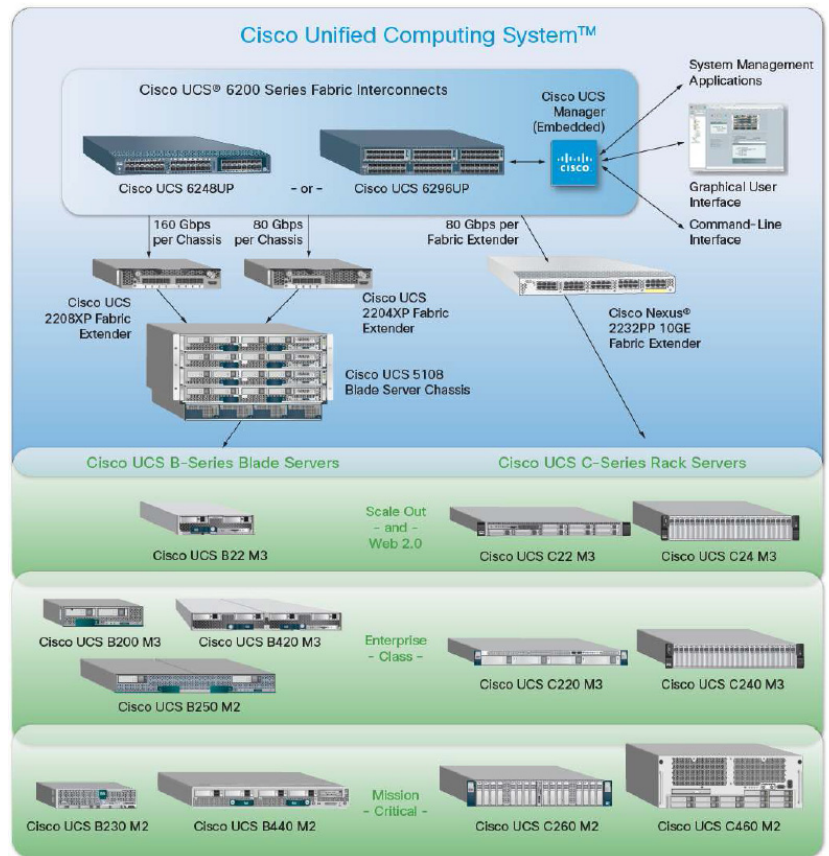 Cisco Unified Computing System™
Cisco UCS® 6200 Series Fabric Interconnects
Cisco UCS 6248UP
- or -
Cisco UCS 6296UP
Cisco UCS
Manager
(Embedded)
CISCO
System Management
Applications
Graphical User
Interface
Command-Line
Interface
160 Gbps
per Chassis
80 Gbps
per Chassis
80 Gbps per
Fabric Extender
Cisco UCS
2208XP Fabric
Extender
Cisco UCS
2204XP Fabric
Extender
Cisco Nexus®
2232PP 10GE
Fabric Extender
Cisco UCS 5108
Blade Server Chassis
Cisco UCS B-Series Blade Servers
Cisco UCS C-Series Rack Servers
Cisco UCS B22 M3
Scale Out
- and -
Web 2.0
Cisco UCS C22 M3
Cisco UCS C24 M3
Cisco UCS B200 M3
Cisco UCS B420 M3
Cisco UCS B250 M2
Enterprise
- Class -
Cisco UCS C220 M3
Cisco UCS C240 M3
Cisco UCS B230 M2
Cisco UCS B440 M2
Mission
- Critical -
Cisco UCS C260 M2
Cisco UCS C460 M2